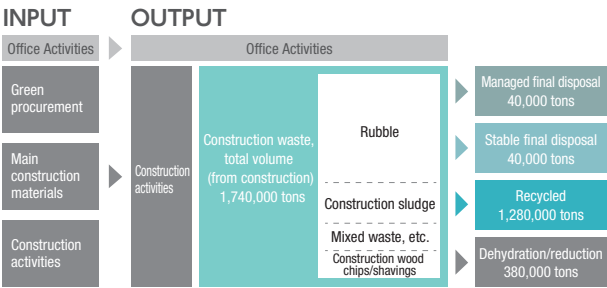 INPUT
OUTPUT
Office Activities
Office Activities
Green
procurement
Main
construction
materials
Construction
activities
Construction
activities
Construction waste,
total volume
(from construction)
1,740,000 tons
Rubble
Construction sludge
Mixed waste, etc.
Construction wood
chips/shavings
Managed final disposal
40,000 tons
Stable final disposal
40,000 tons
Recycled
1,280,000 tons
Dehydration/reduction
380,000 tons